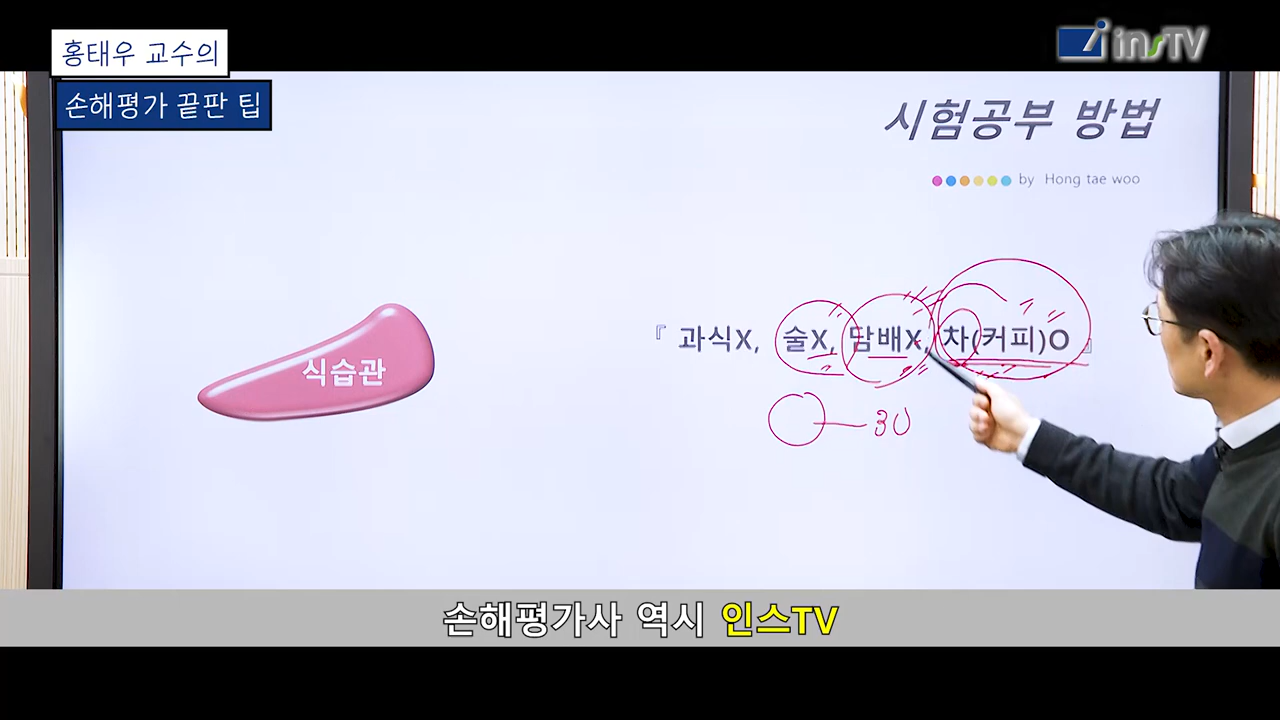 홍태우 교수의
손해평가 끝판 팁
insTV
시험공부 방법
by Hong tae woo
식습관
『 과식X, 술X, 담배X, 차(커피)O 』
30
손해평가사 역시 인스TV